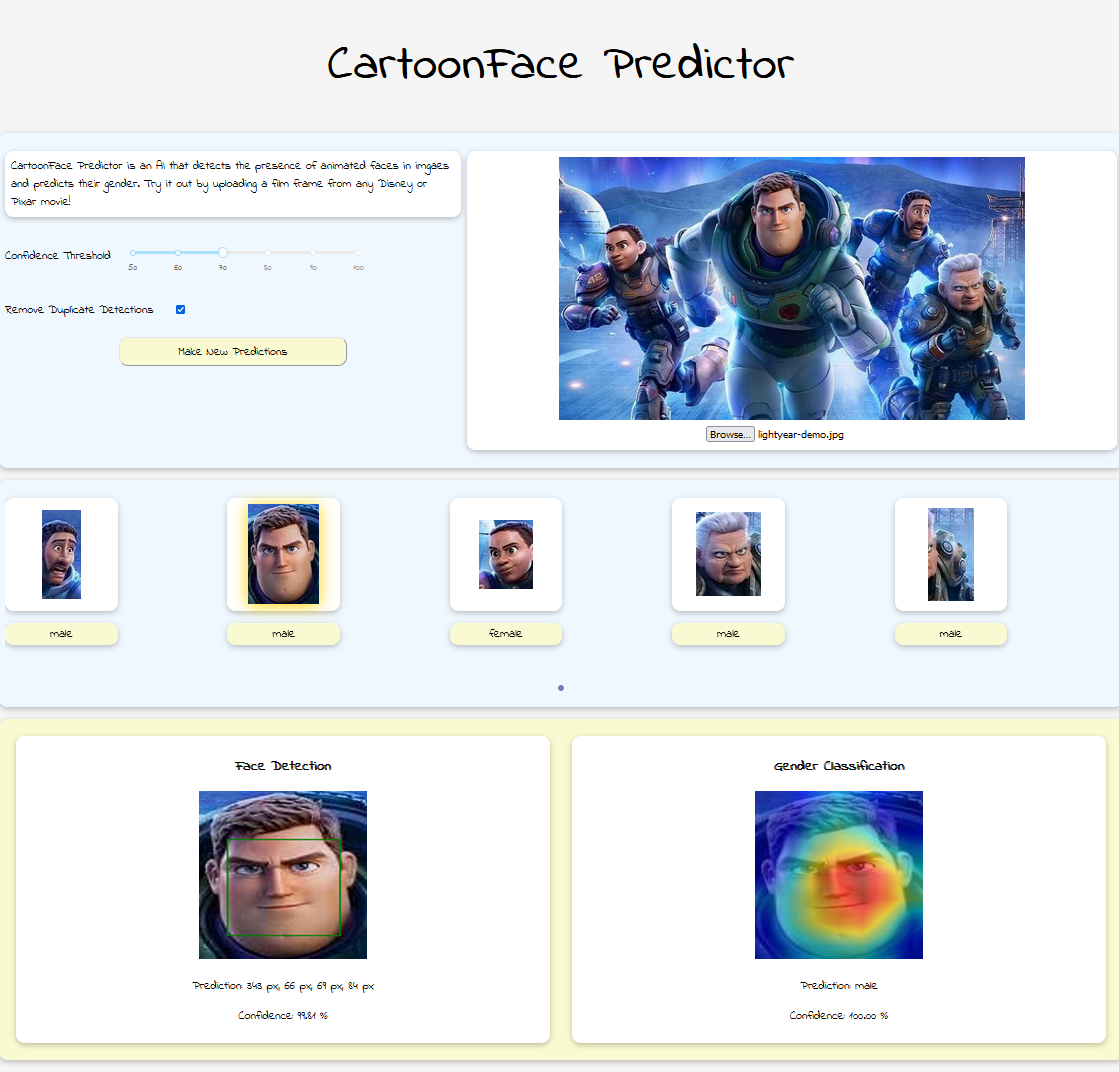 CartoonFace Predictor
CartoonFace Predictor is an AI that detects the presence of animated faces in imgaes
and predicts their gender. Try it out by uploading a film frame from any Disney or
Pixar movie!
Confidence Threshold
50 60 70 80 90 100
Remove Duplicate Detections
Make New Predictions
42
Browse... lightyear-demo.jpg
male
male
female
male
male
Face Detection
Prediction: 343 px, 66 px, 69 px, 84 px
Confidence: 99.81 %
Gender Classification
Prediction: male
Confidence: 100.00 %